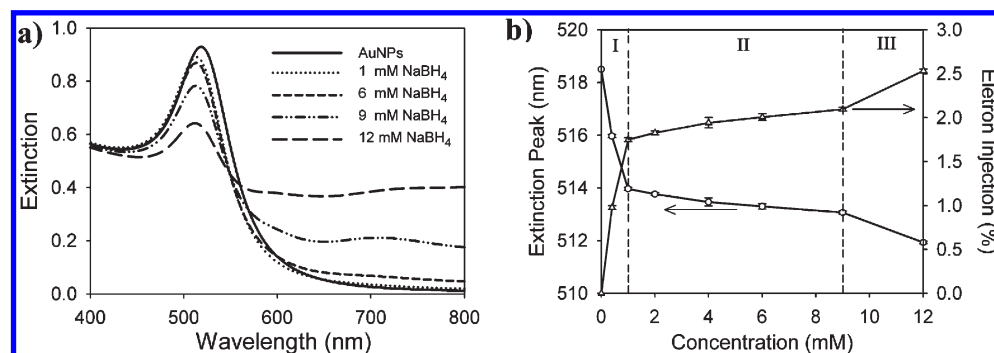 a)
Extinction
1.0
0.8
0.6
0.4
0.2
0.0
400
500
600
700
800
Wavelength (nm)
AuNPs
1 mM NaBH4
6 mM NaBH4
9 mM NaBH4
12 mM NaBH4
b)
Extinction Peak (nm)
520
518
516
514
512
510
I
II
III
3.0
2.5
2.0
1.5
1.0
0.5
0.0
Eletron Injection (%)
0
2
4
6
8
10
12
Concentration (mM)